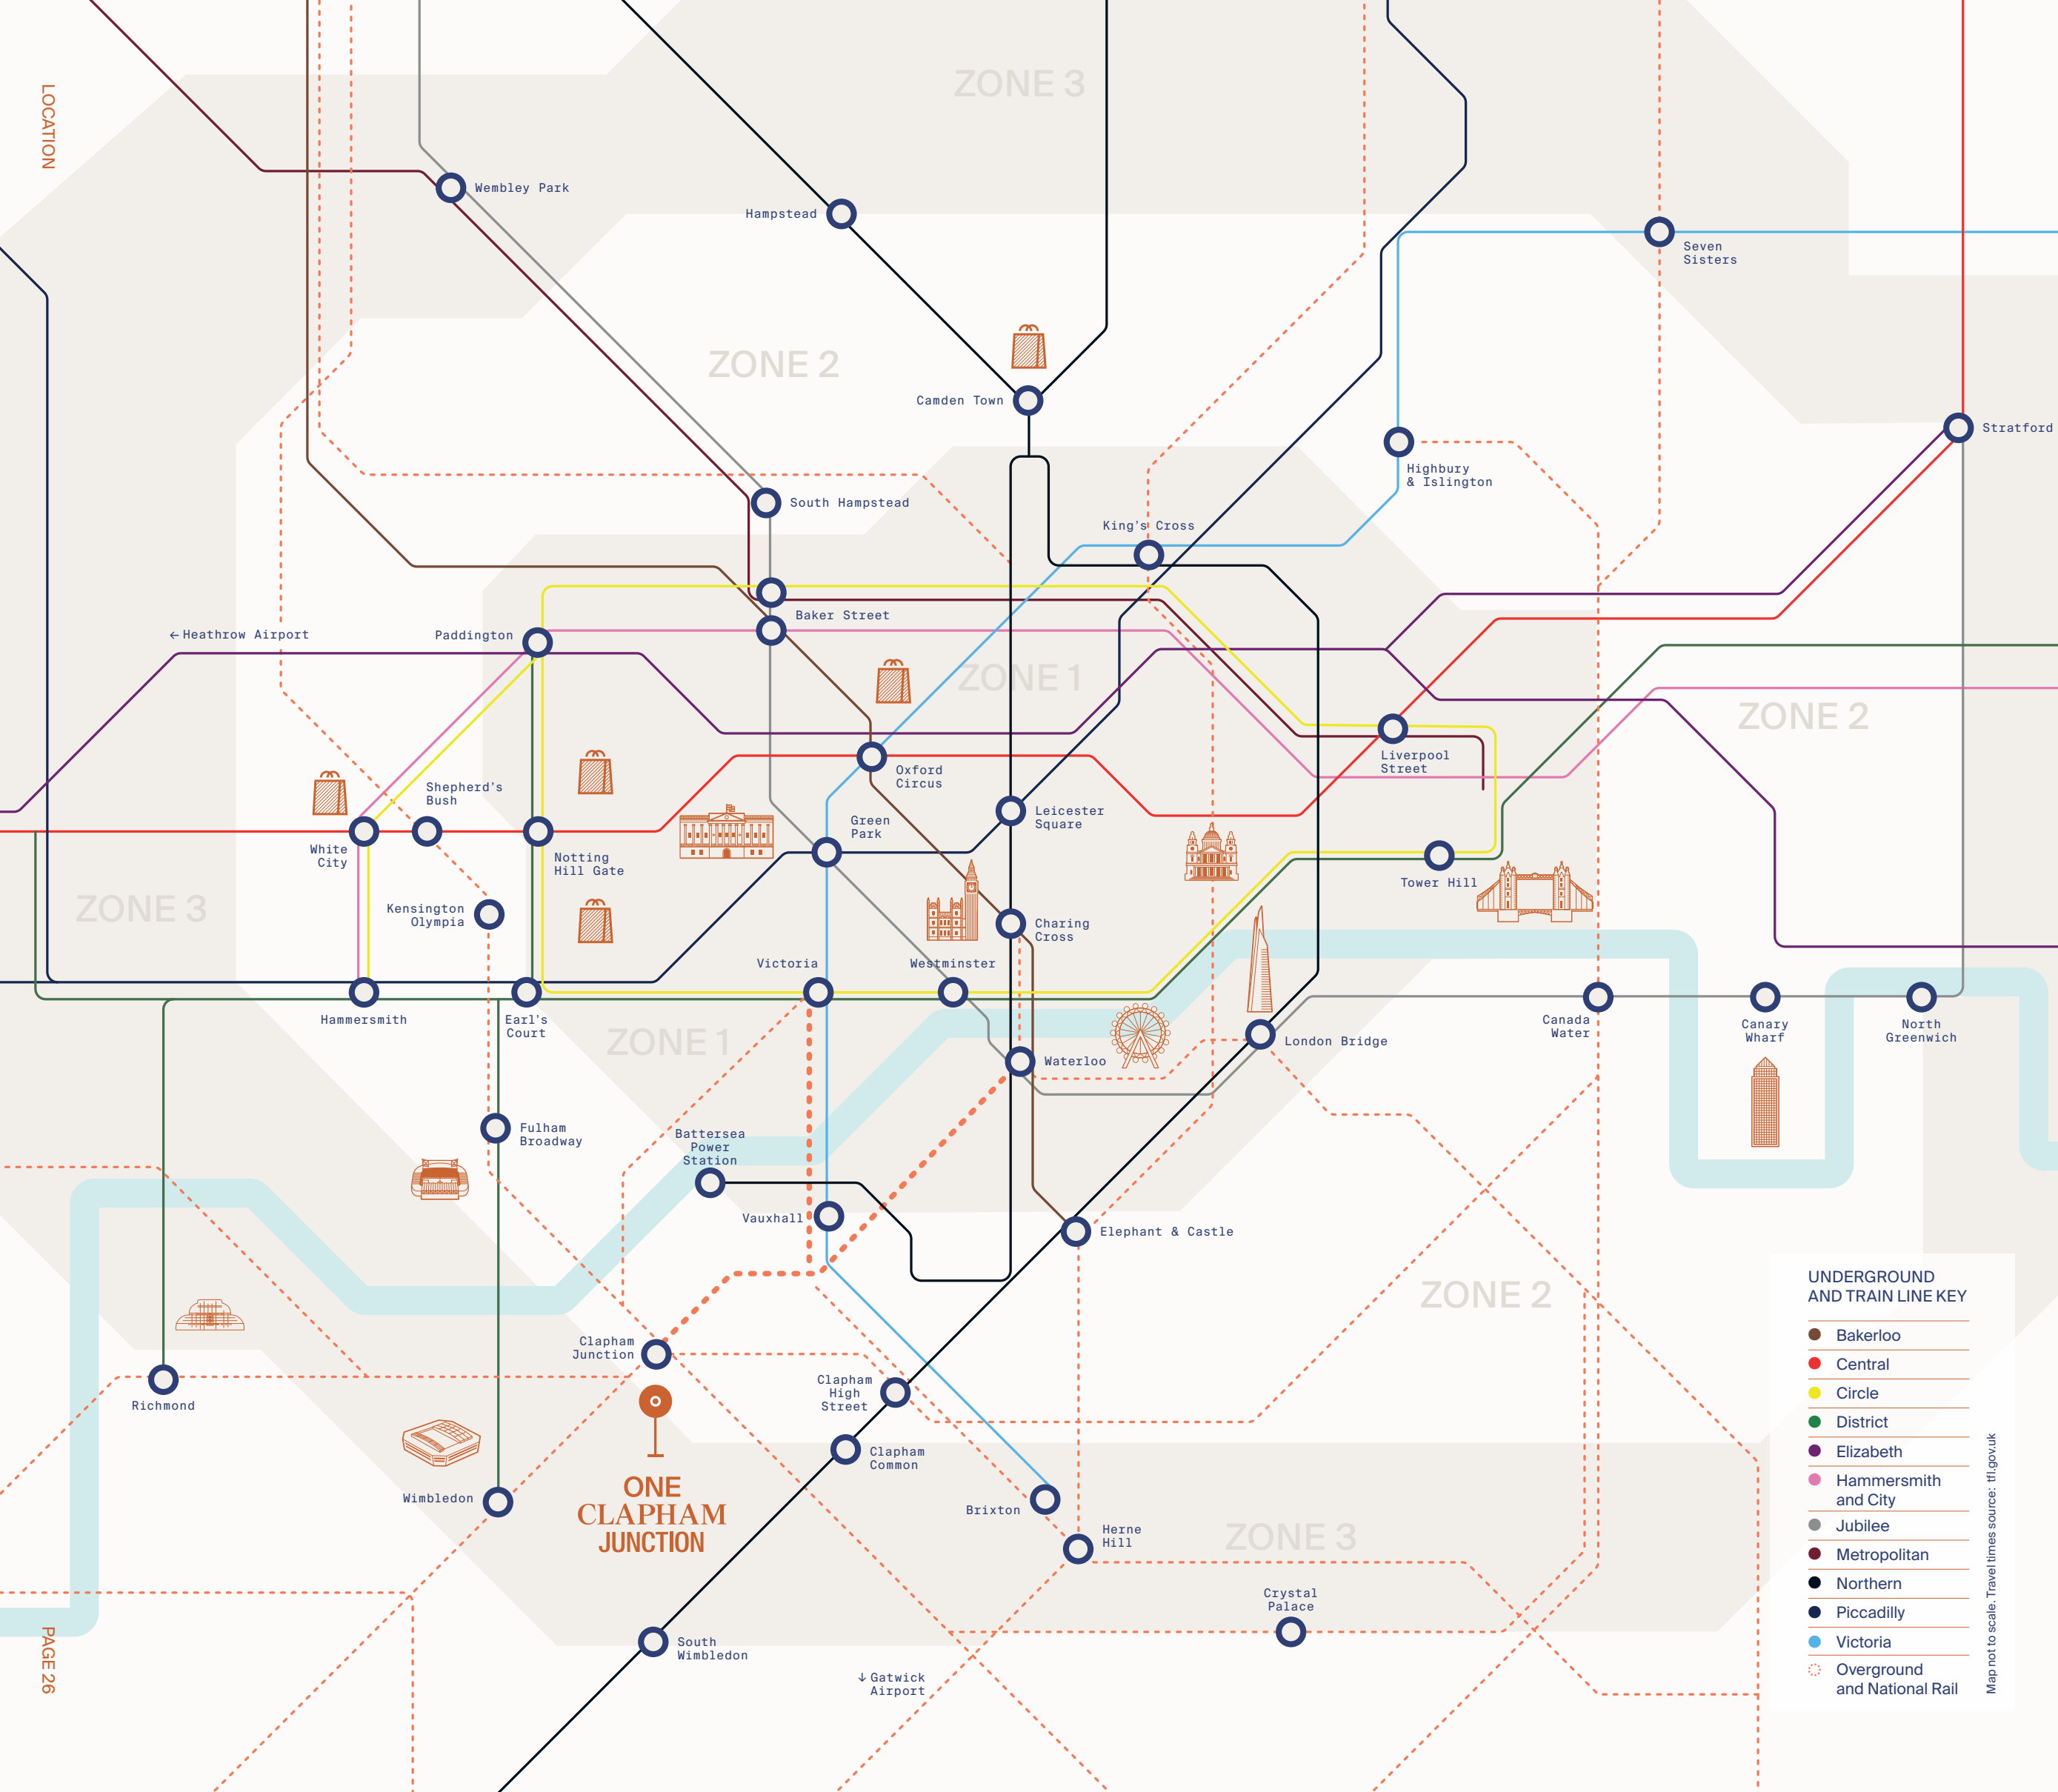 LOCATION
ZONE 3
Wembley Park
Hampstead
Seven
Sisters
ZONE 2
Camden Town
Stratford
Highbury
& Islington
South Hampstead
King's Cross
Baker Street
← Heathrow Airport
Paddington
ZONE 1
ZONE 2
Liverpool
Street
Oxford
Circus
Shepherd's
Bush
Leicester
Square
Green
Park
White
City
Notting
Hill Gate
Tower Hill
ZONE 3
Kensington
Olympia
Charing
Cross
Victoria
Westminster
Hammersmith
Earl's
Court
ZONE 1
Canada
Water
Canary
Wharf
North
Greenwich
London Bridge
Waterloo
Fulham
Broadway
Battersea
Power
Station
Vauxhall
Elephant & Castle
ZONE 2
Clapham
Junction
Richmond
Clapham
High
Street
Clapham
Common
Wimbledon
ONE
CLAPHAM
JUNCTION
Brixton
Herne
Hill
ZONE 3
Crystal
Palace
South
Wimbledon
↓ Gatwick
Airport
PAGE 26
UNDERGROUND
AND TRAIN LINE KEY
Bakerloo
Central
Circle
District
Elizabeth
Hammersmith
and City
Jubilee
Metropolitan
Northern
Piccadilly
Victoria
Overground
and National Rail
Map not to scale. Travel times source: tfl.gov.uk